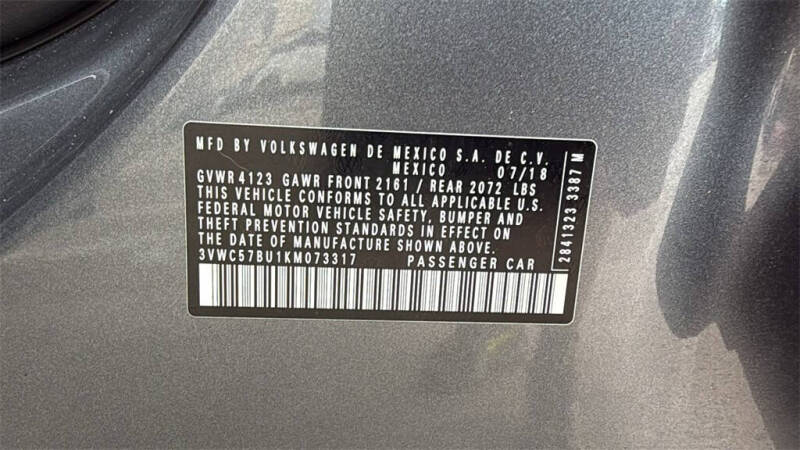 MFD BY VOLKSWAGEN DE MEXICO S.A. DE C.V.
MEXICO 07/18
GVWR 4123 GAWR FRONT 2161 / REAR 2072 LBS
THIS VEHICLE CONFORMS TO ALL APPLICABLE U.S.
FEDERAL MOTOR VEHICLE SAFETY, BUMPER AND
THEFT PREVENTION STANDARDS IN EFFECT ON
THE DATE OF MANUFACTURE SHOWN ABOVE.
3VWC57BU1KM073317 PASSENGER CAR
2841323 3387 M